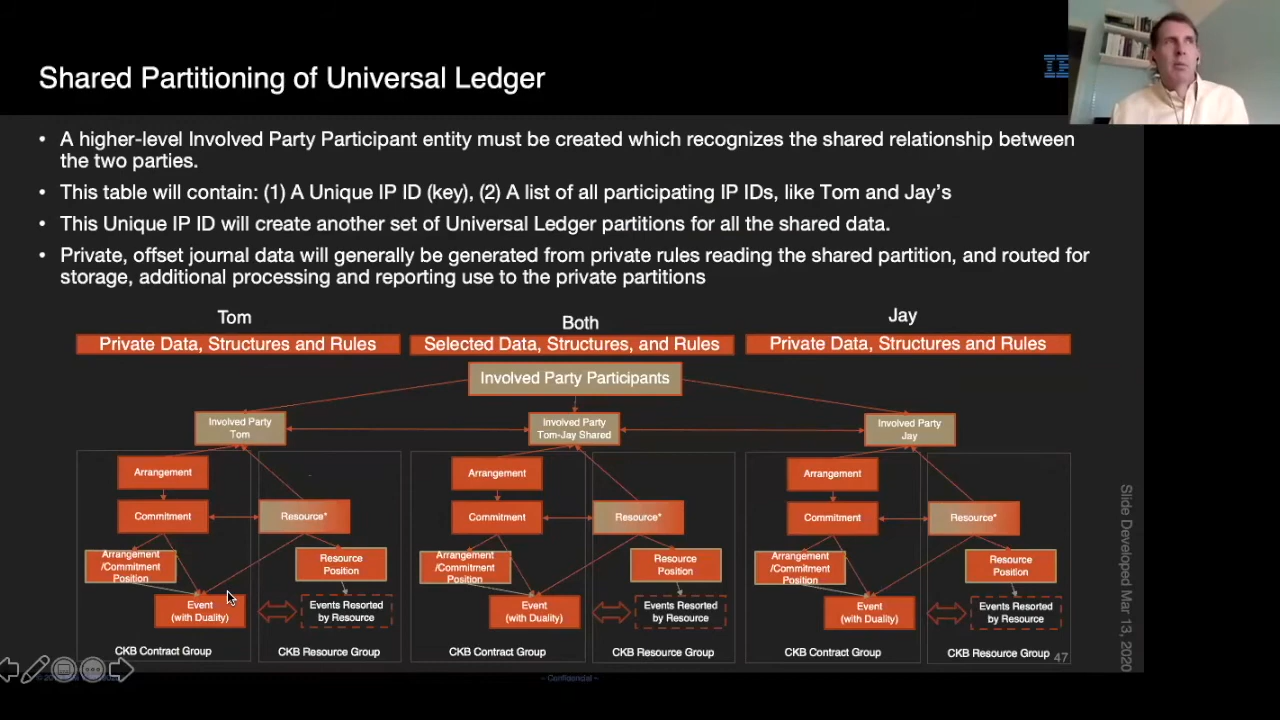 Shared Partitioning of Universal Ledger
• A higher-level Involved Party Participant entity must be created which recognizes the shared relationship between
the two parties.
• This table will contain: (1) A Unique IP ID (key), (2) A list of all participating IP IDs, like Tom and Jay's
• This Unique IP ID will create another set of Universal Ledger partitions for all the shared data.
• Private, offset journal data will generally be generated from private rules reading the shared partition, and routed for
storage, additional processing and reporting use to the private partitions
Tom
Both
Jay
Private Data, Structures and Rules
Selected Data, Structures, and Rules
Private Data, Structures and Rules
Involved Party Participants
Involved Party
Tom
Involved Party
Tom-Jay Shared
Involved Party
Jay
Arrangement
Commitment
Resource*
Arrangement
/Commitment
Position
Resource
Position
Event
(with Duality)
Events Resorted
by Resource
CKB Contract Group
CKB Resource Group
Arrangement
Commitment
Resource*
Arrangement
/Commitment
Position
Resource
Position
Event
(with Duality)
Events Resorted
by Resource
CKB Contract Group
CKB Resource Group
Arrangement
Commitment
Resource*
Arrangement
/Commitment
Position
Resource
Position
Event
(with Duality)
Events Resorted
by Resource
CKB Contract Group
CKB Resource Group
47
Slide Developed Mar 13, 2020
– Confidential –